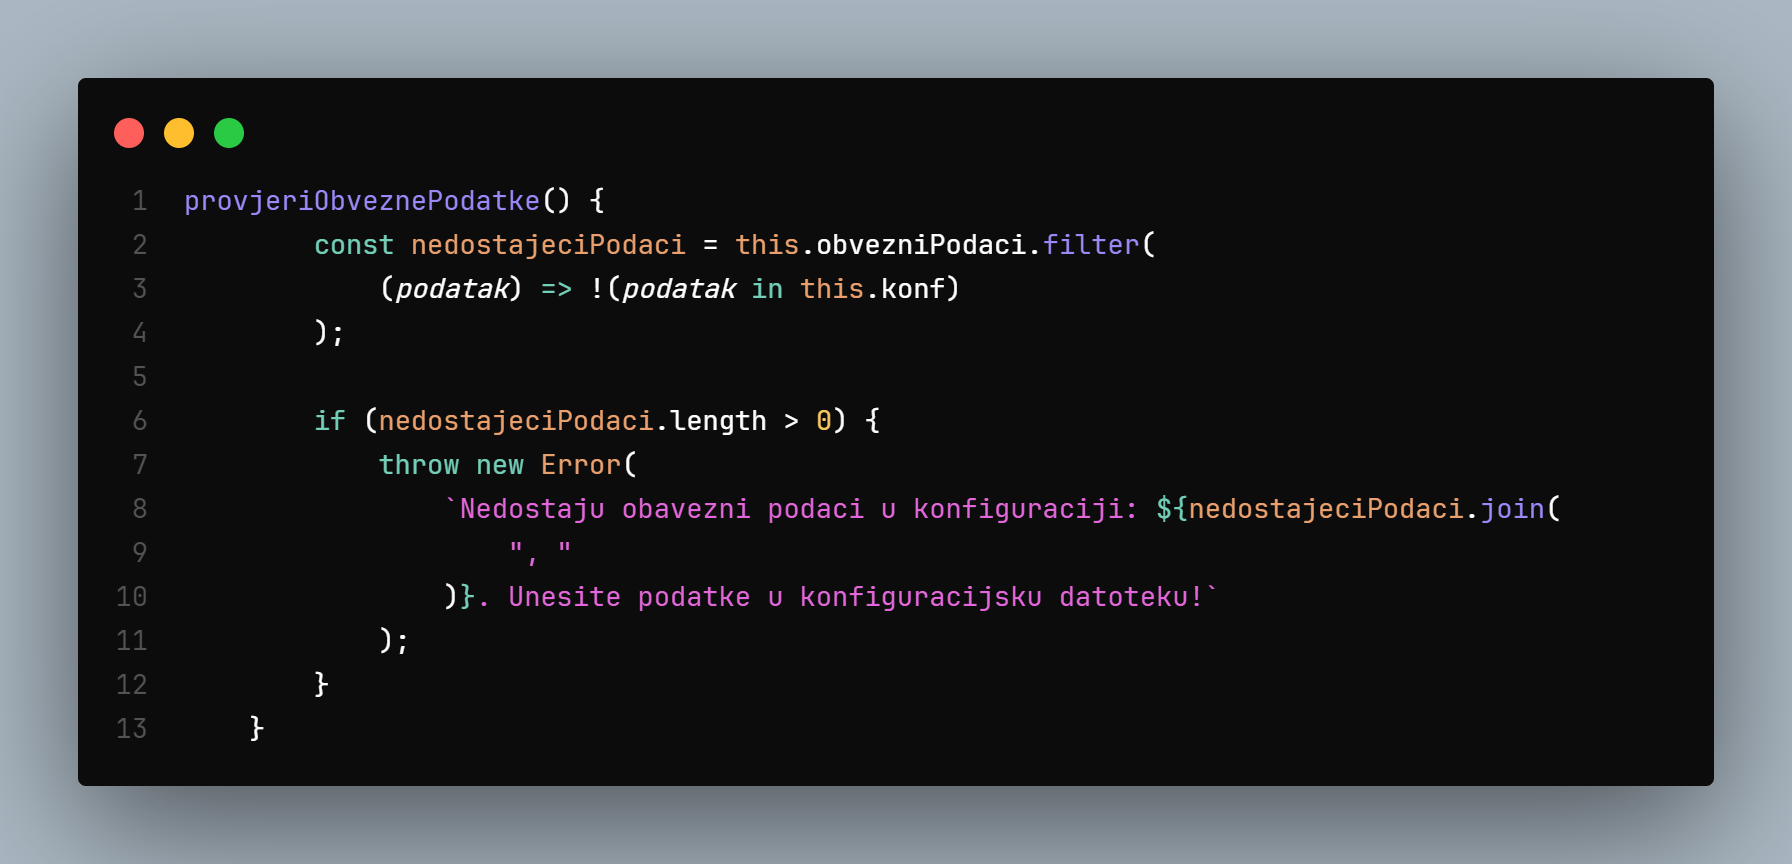 1 provjeriObveznePodatke() {
2 const nedostajeciPodaci = this.obvezniPodaci.filter(
3 (podatak) => !(podatak in this.konf)
4 );
5
6 if (nedostajeciPodaci.length > 0) {
7 throw new Error(
8 `Nedostaju obavezni podaci u konfiguraciji: ${nedostajeciPodaci.join(
9 ", "
10 )}. Unesite podatke u konfiguracijsku datoteku!`
11 );
12 }
13 }